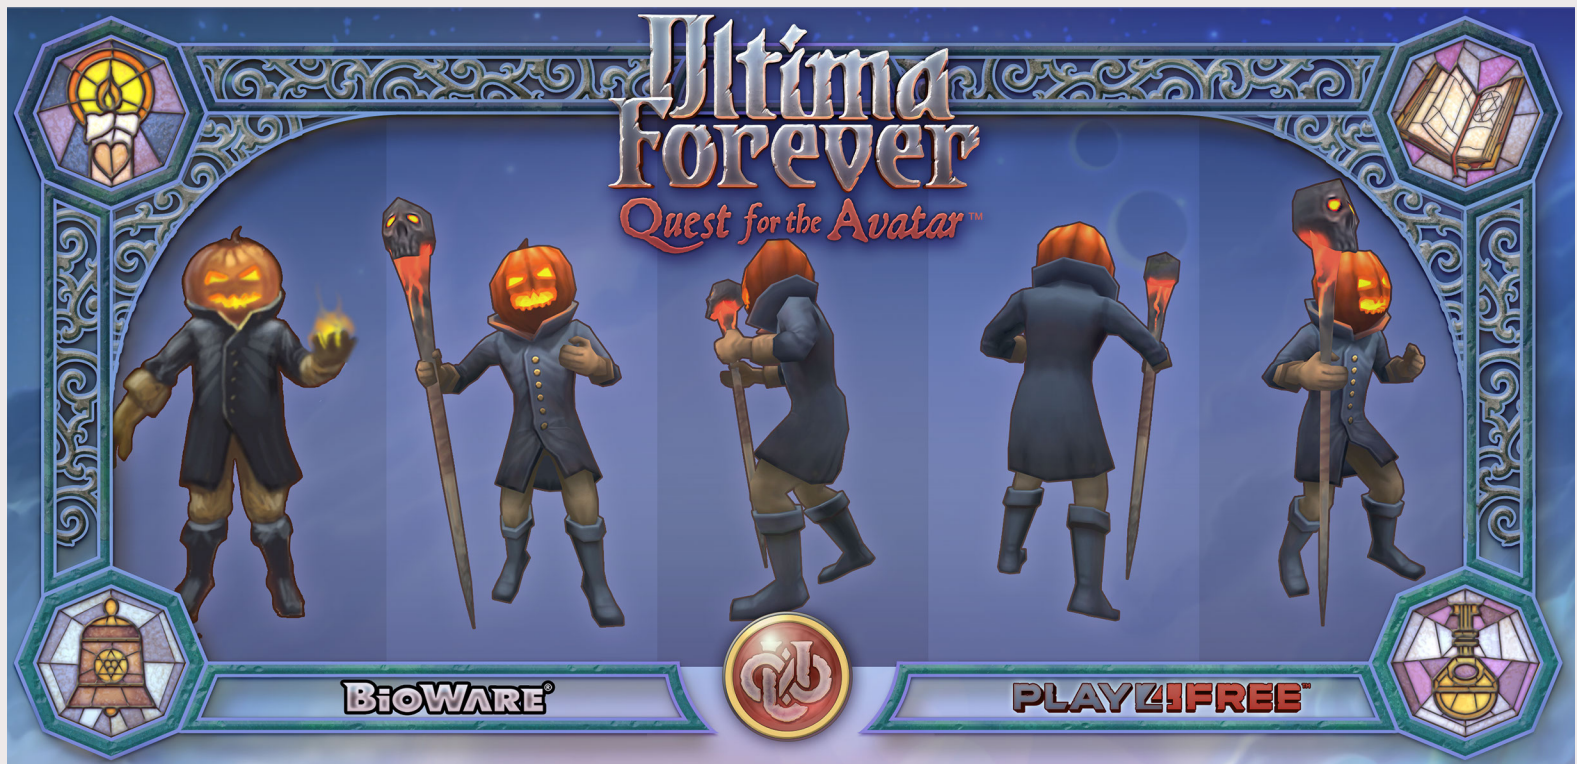 Ultima
Forever
Quest for the Avatar™
BIOWARE®
PLAY4FREE™